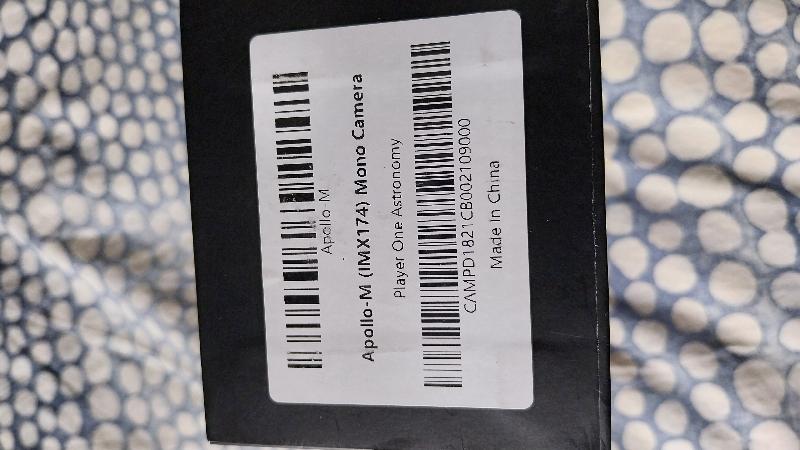 Apollo-M
Apollo-M (IMX174) Mono Camera
Player One Astronomy
CAMPD1821CB002109000
Made In China